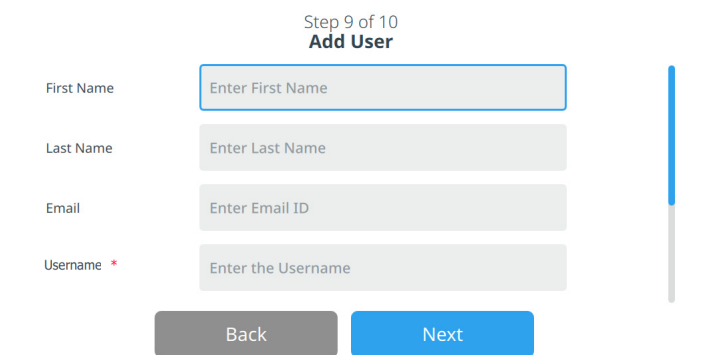 Step 9 of 10
Add User
First Name
Enter First Name
Last Name
Enter Last Name
Email
Enter Email ID
Username *
Enter the Username
Back
Next